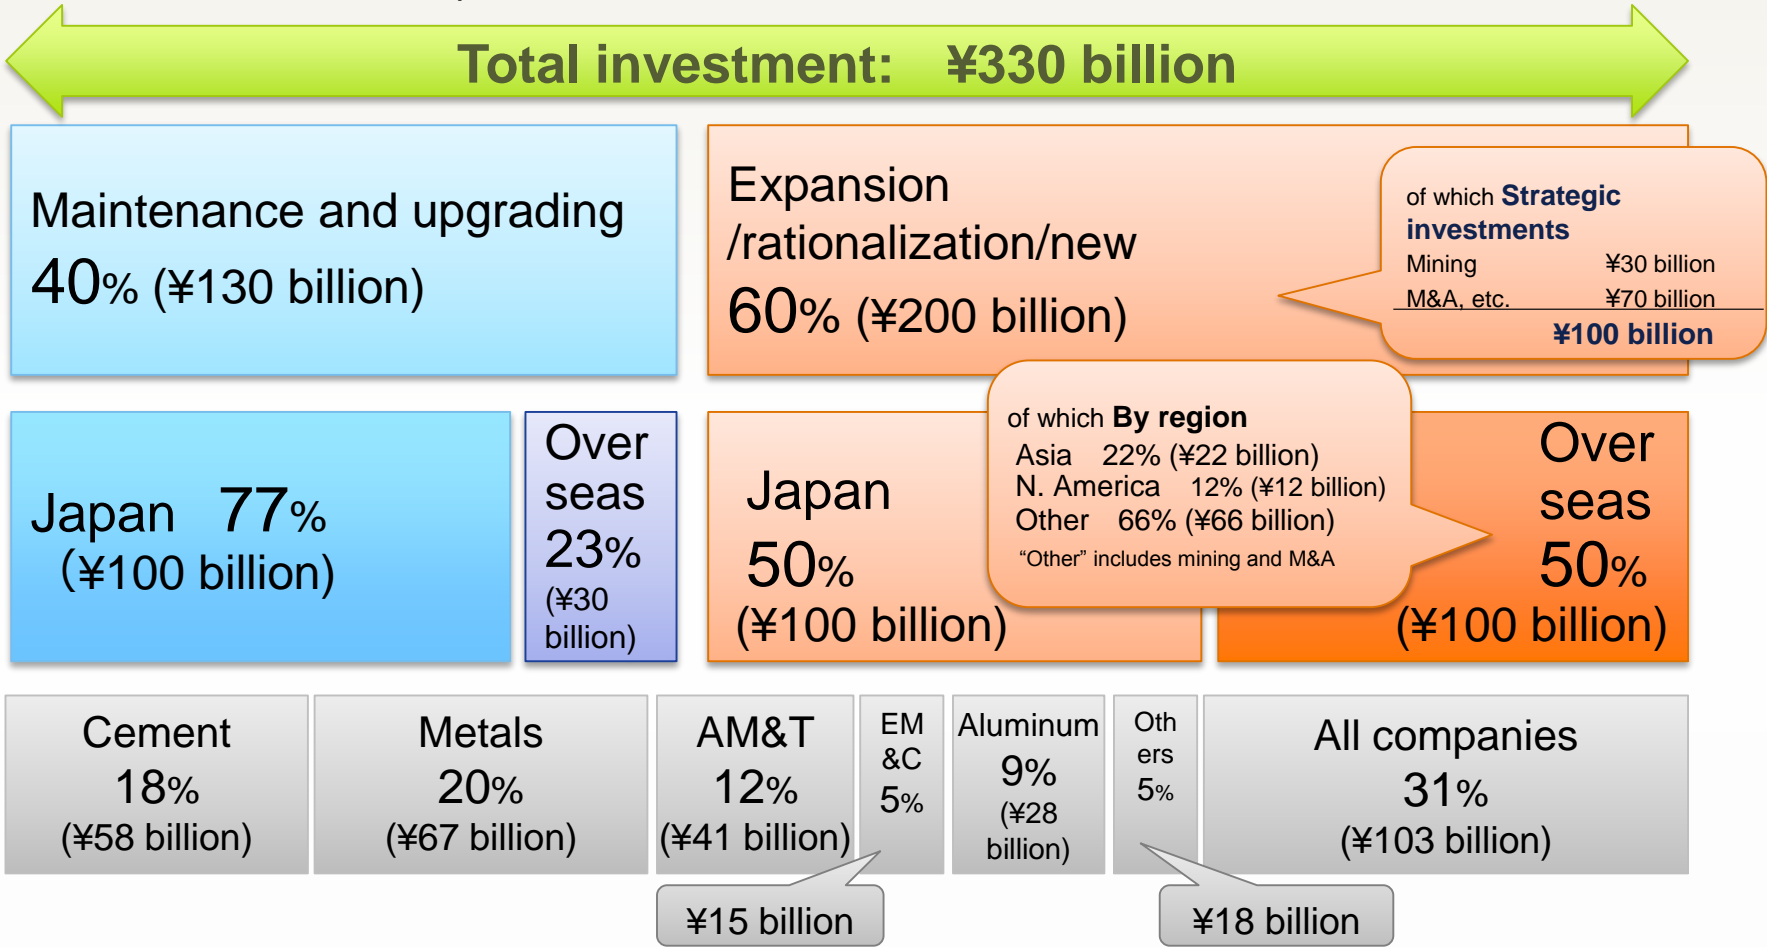 Total investment: ¥330 billion
Maintenance and upgrading
40% (¥130 billion)
Expansion
/rationalization/new
60% (¥200 billion)
of which Strategic
investments
Mining ¥30 billion
M&A, etc. ¥70 billion
¥100 billion
Japan 77%
(¥100 billion)
Over
seas
23%
(¥30
billion)
Japan
50%
(¥100 billion)
of which By region
Asia 22% (¥22 billion)
N. America 12% (¥12 billion)
Other 66% (¥66 billion)
“Other” includes mining and M&A
Over
seas
50%
(¥100 billion)
Cement
18%
(¥58 billion)
Metals
20%
(¥67 billion)
AM&T
12%
(¥41 billion)
EM
&C
5%
¥15 billion
Aluminum
9%
(¥28
billion)
Oth
ers
5%
¥18 billion
All companies
31%
(¥103 billion)